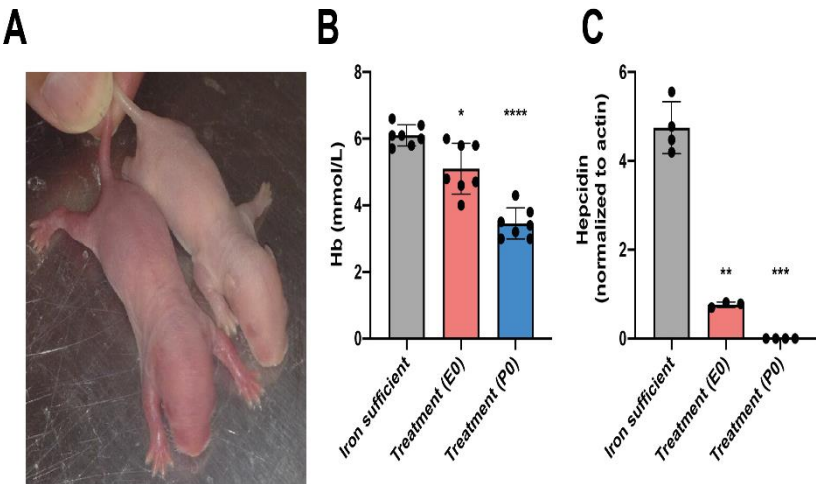 A
B
C
Hb (mmol/L)
8
6
4
2
0
*
****
Iron sufficient
Treatment (E0)
Treatment (P0)
Hepcidin
(normalized to actin)
6
4
2
0
**
***
Iron sufficient
Treatment (E0)
Treatment (P0)